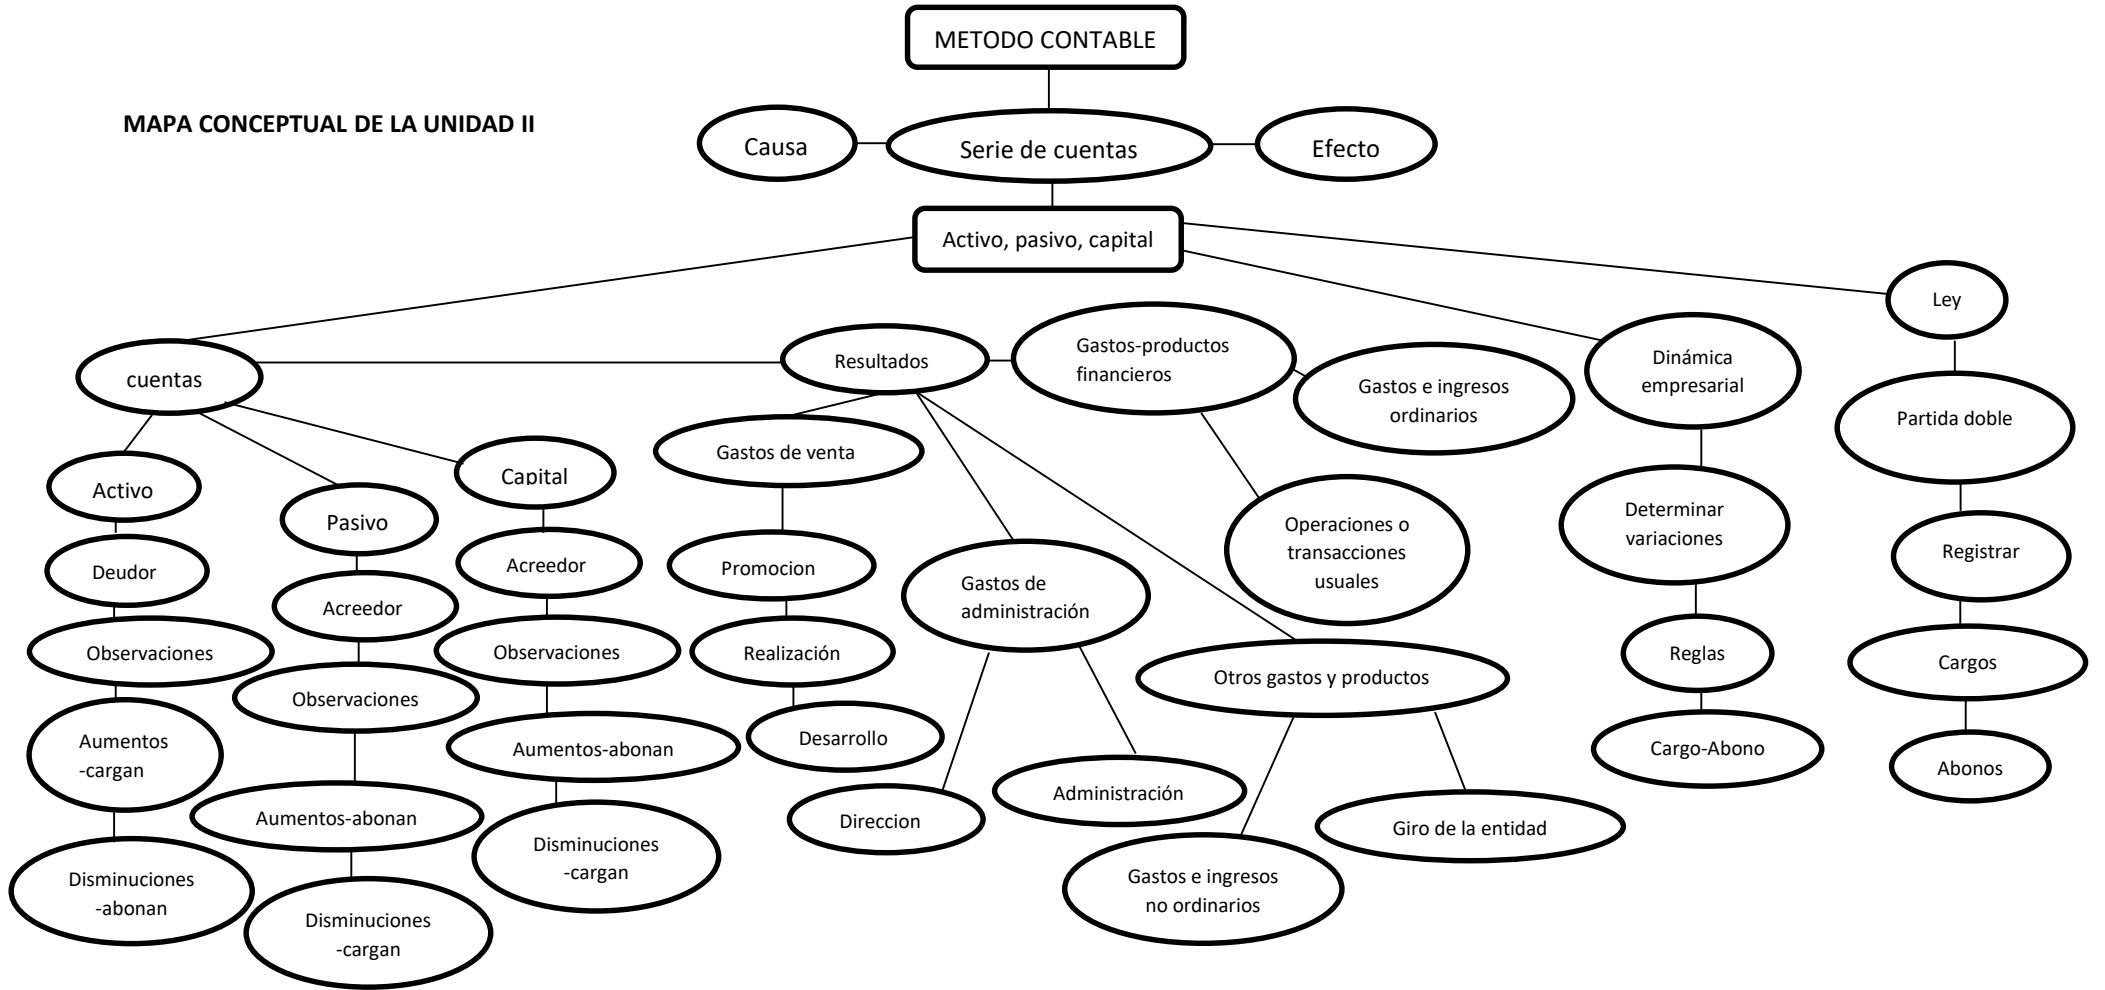 METODO CONTABLE
MAPA CONCEPTUAL DE LA UNIDAD II
Causa
Serie de cuentas
Efecto
Activo, pasivo, capital
Ley
cuentas
Resultados
Gastos-productos
financieros
Gastos e ingresos
ordinarios
Dinámica
empresarial
Partida doble
Activo
Pasivo
Capital
Gastos de venta
Operaciones o
transacciones
usuales
Determinar
variaciones
Registrar
Deudor
Acreedor
Acreedor
Promocion
Gastos de
administración
Observaciones
Observaciones
Observaciones
Realización
Otros gastos y productos
Reglas
Cargos
Aumentos
-cargan
Aumentos-abonan
Aumentos-abonan
Desarrollo
Cargo-Abono
Abonos
Direccion
Administración
Giro de la entidad
Disminuciones
-abonan
Disminuciones
-cargan
Disminuciones
-cargan
Gastos e ingresos
no ordinarios